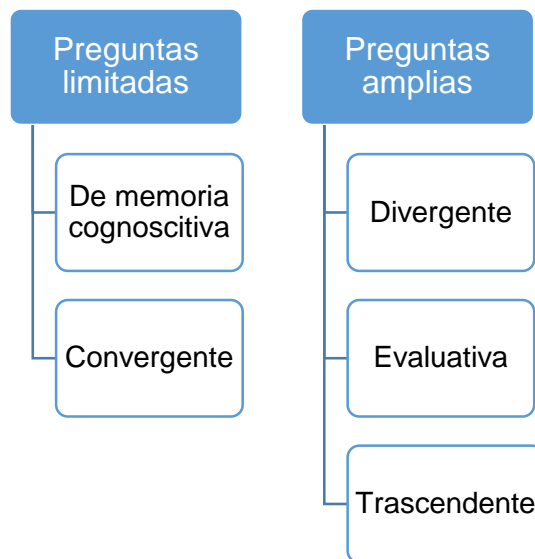 Preguntas
limitadas
De memoria
cognoscitiva
Convergente
Preguntas
amplias
Divergente
Evaluativa
Trascendente